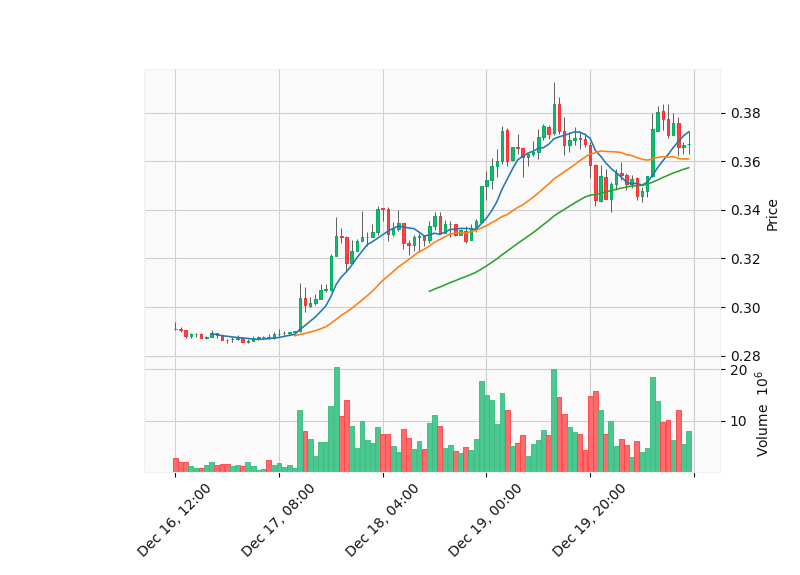 0.38
0.36
0.34
0.32
0.30
0.28
Price
20
10
Volume 10^6
Dec 16, 12:00
Dec 17, 08:00
Dec 18, 04:00
Dec 19, 00:00
Dec 19, 20:00